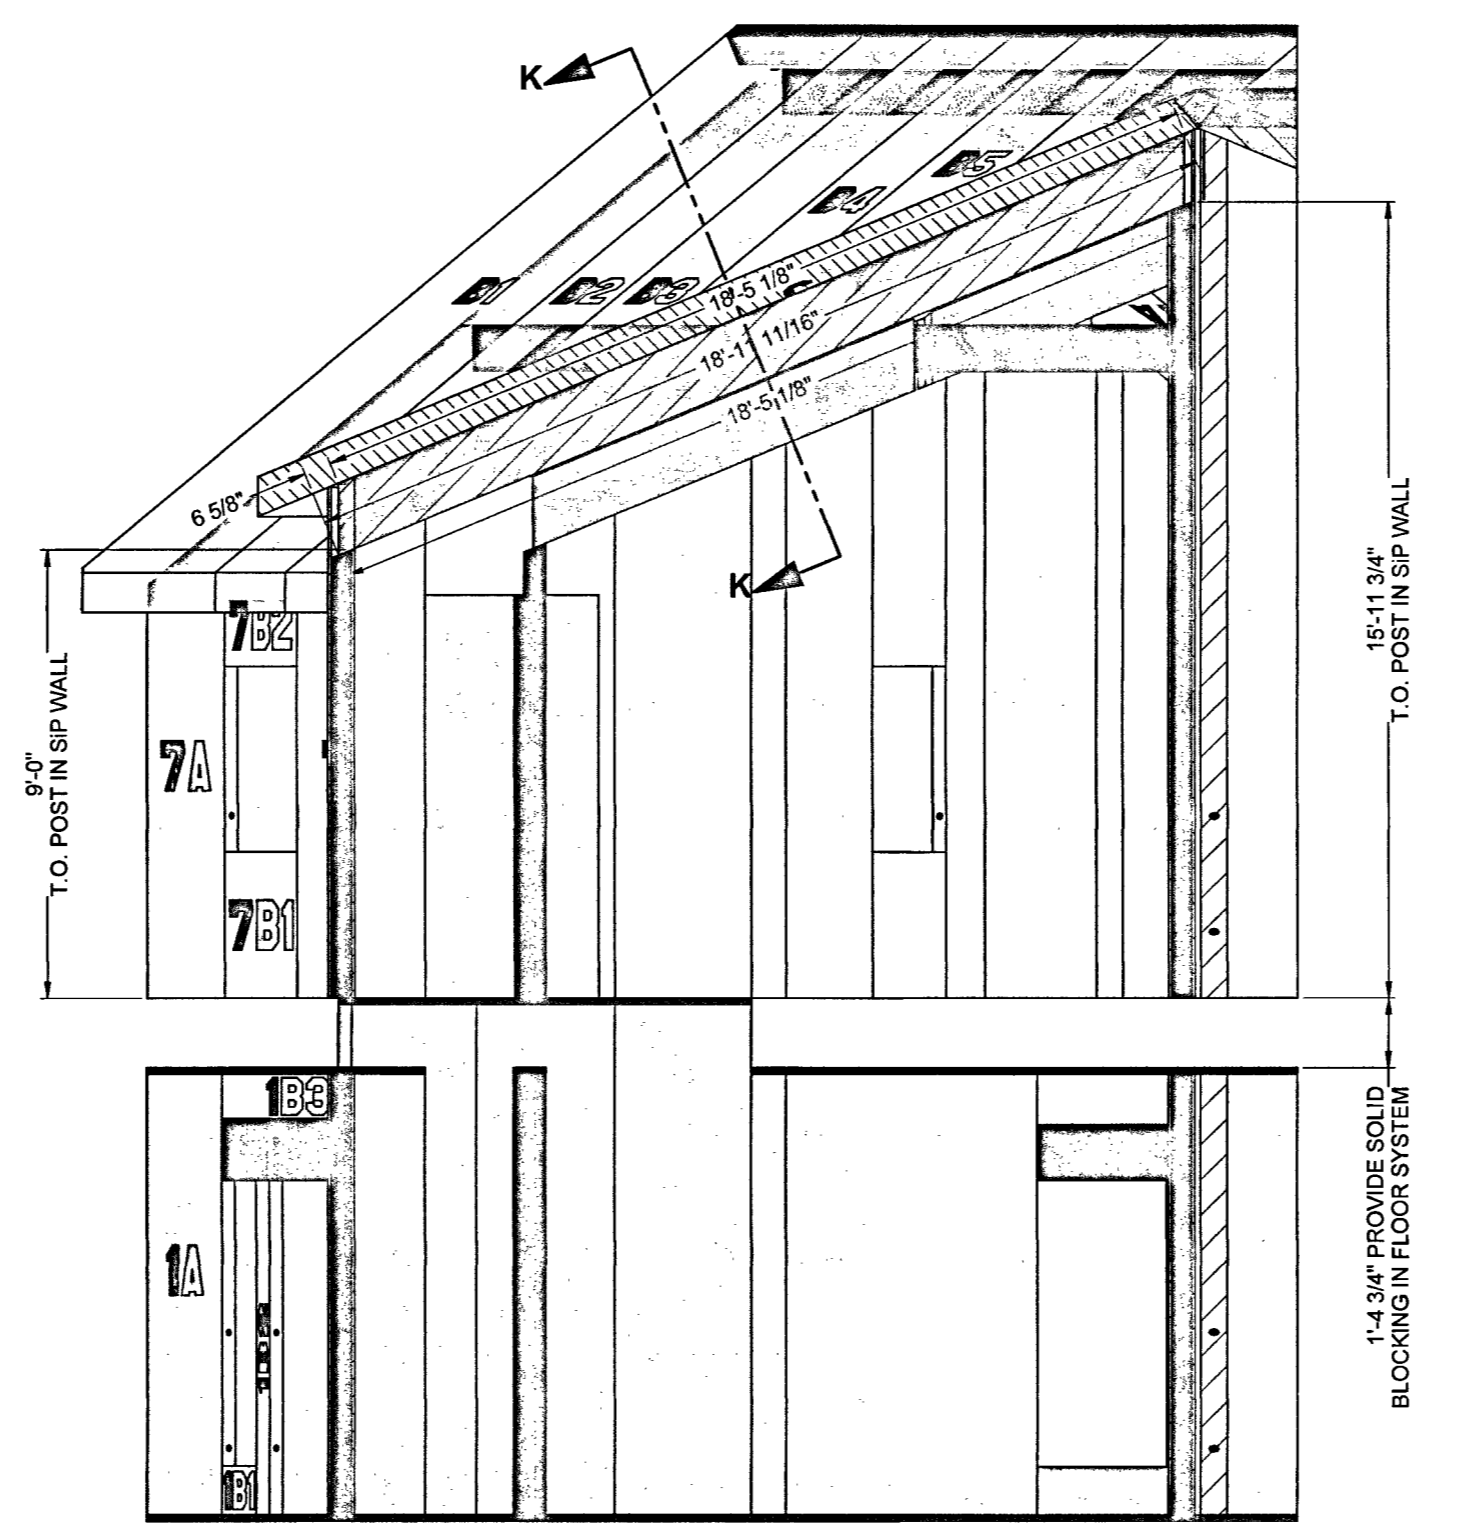 K
B5
B4
B1
B2
B3
18'-5 1/8"
18'-11 11/16"
18'-5 1/8"
6 5/8"
K
9'-0"
T.O. POST IN SiP WALL
15'-11 3/4"
T.O. POST IN SiP WALL
7B2
7A
7B1
1B3
1A
1B1
1'-4 3/4" PROVIDE SOLID
BLOCKING IN FLOOR SYSTEM